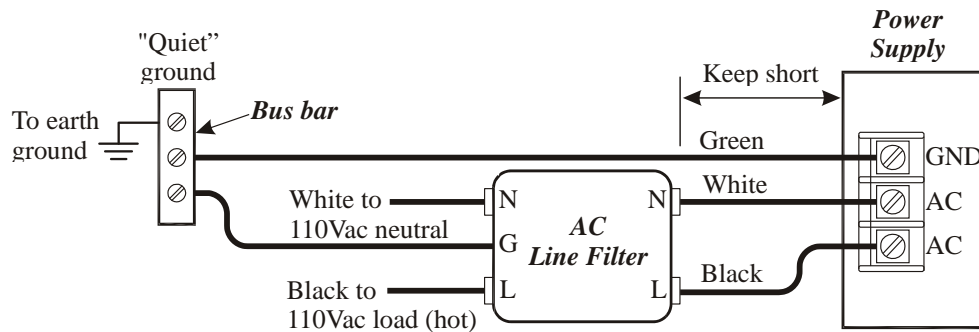 Power
Supply
"Quiet”
ground
Keep short
To earth
ground
Bus bar
Green
GND
White to
110Vac neutral
N
N
White
AC
AC
Line Filter
G
AC
Black to
110Vac load (hot)
L
L
Black